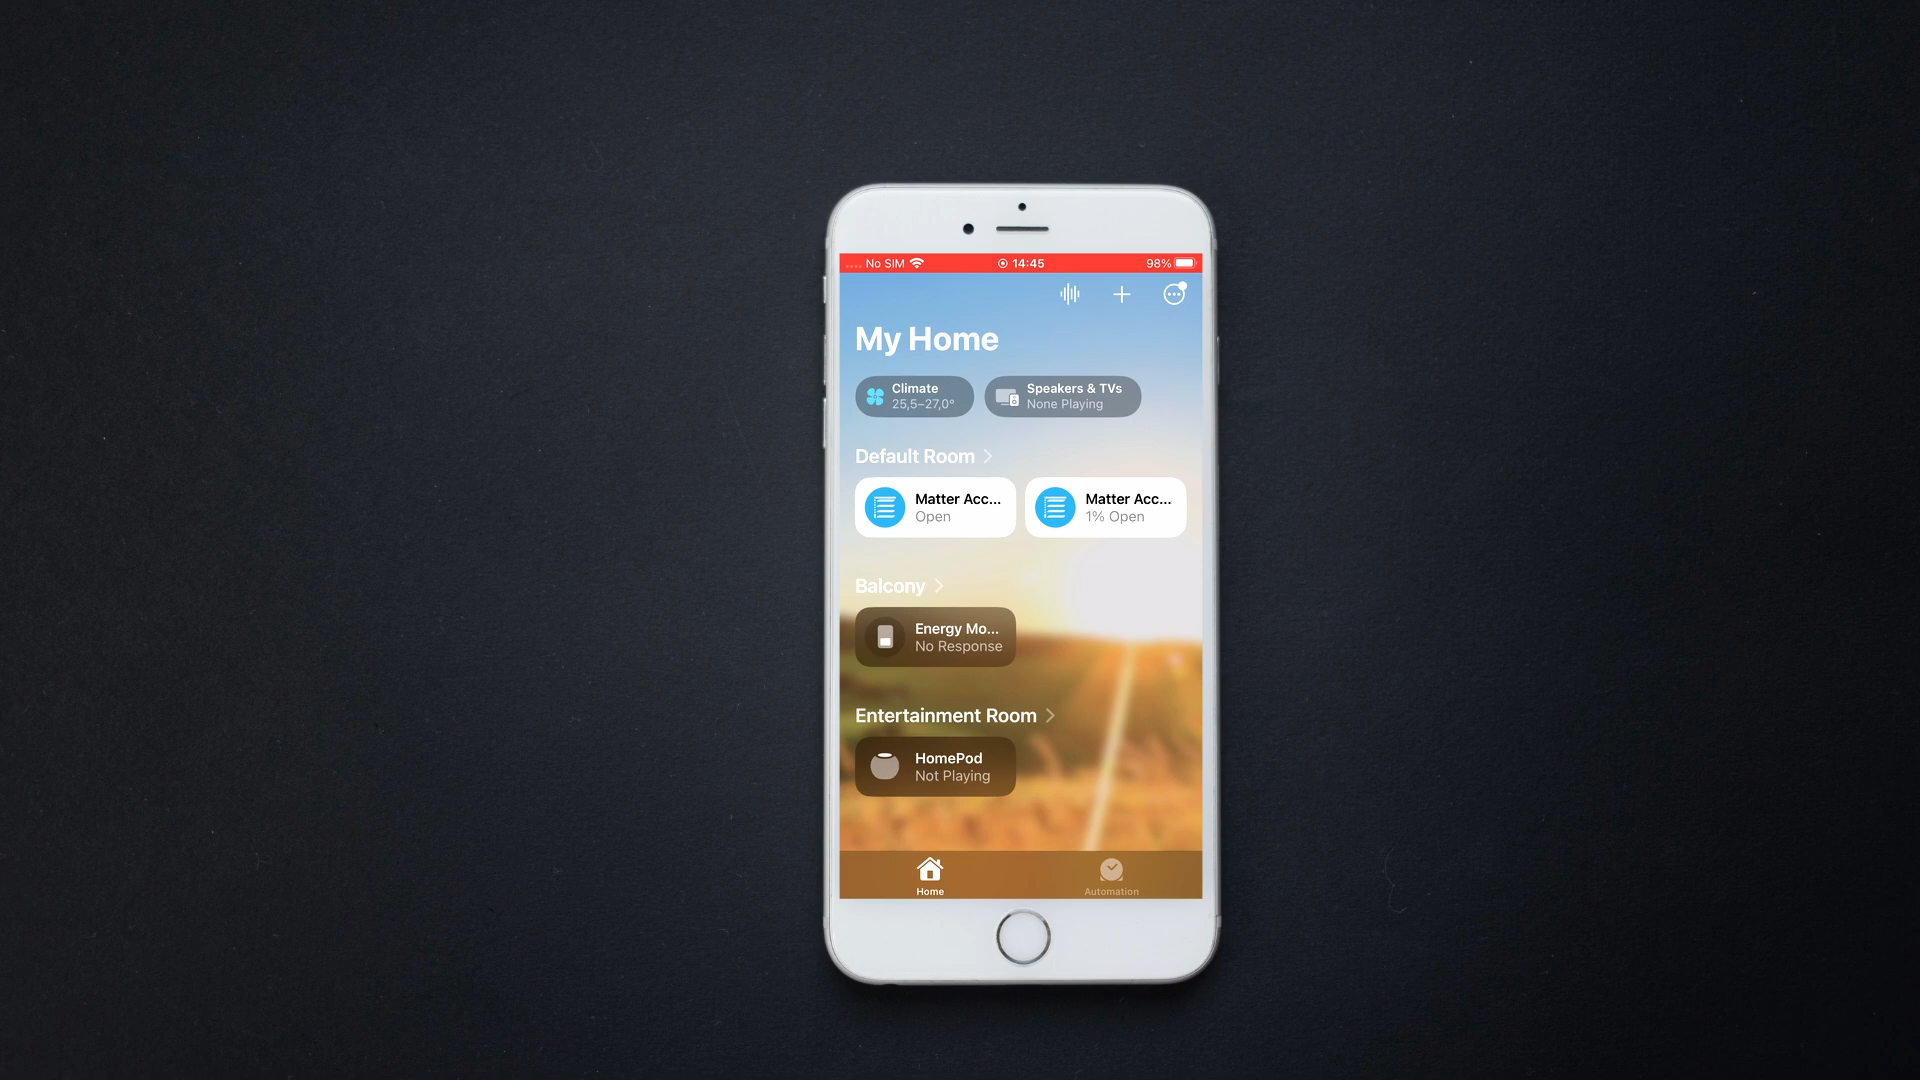 No SIM 14:45 98%
My Home
Climate
25,5–27,0°
Speakers & TVs
None Playing
Default Room
Matter Acc...
Open
Matter Acc...
1% Open
Balcony
Energy Mo...
No Response
Entertainment Room
HomePod
Not Playing
Home
Automation